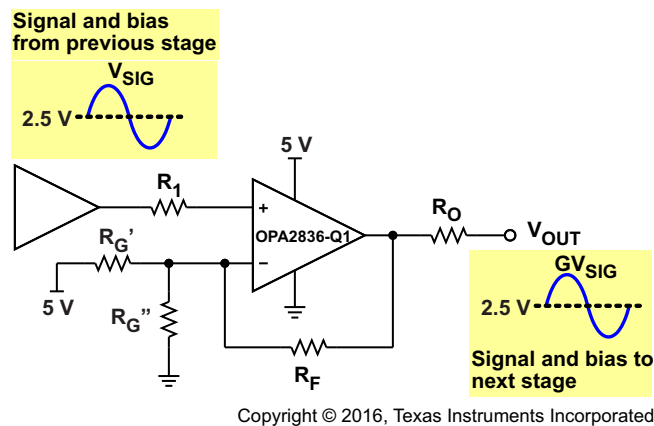 Signal and bias
from previous stage
VSIG
2.5 V
5 V
R1
+
OPA2836-Q1
RO
VOUT
RG'
−
5 V
RG"
RF
GVSIG
2.5 V
Signal and bias to
next stage
Copyright © 2016, Texas Instruments Incorporated